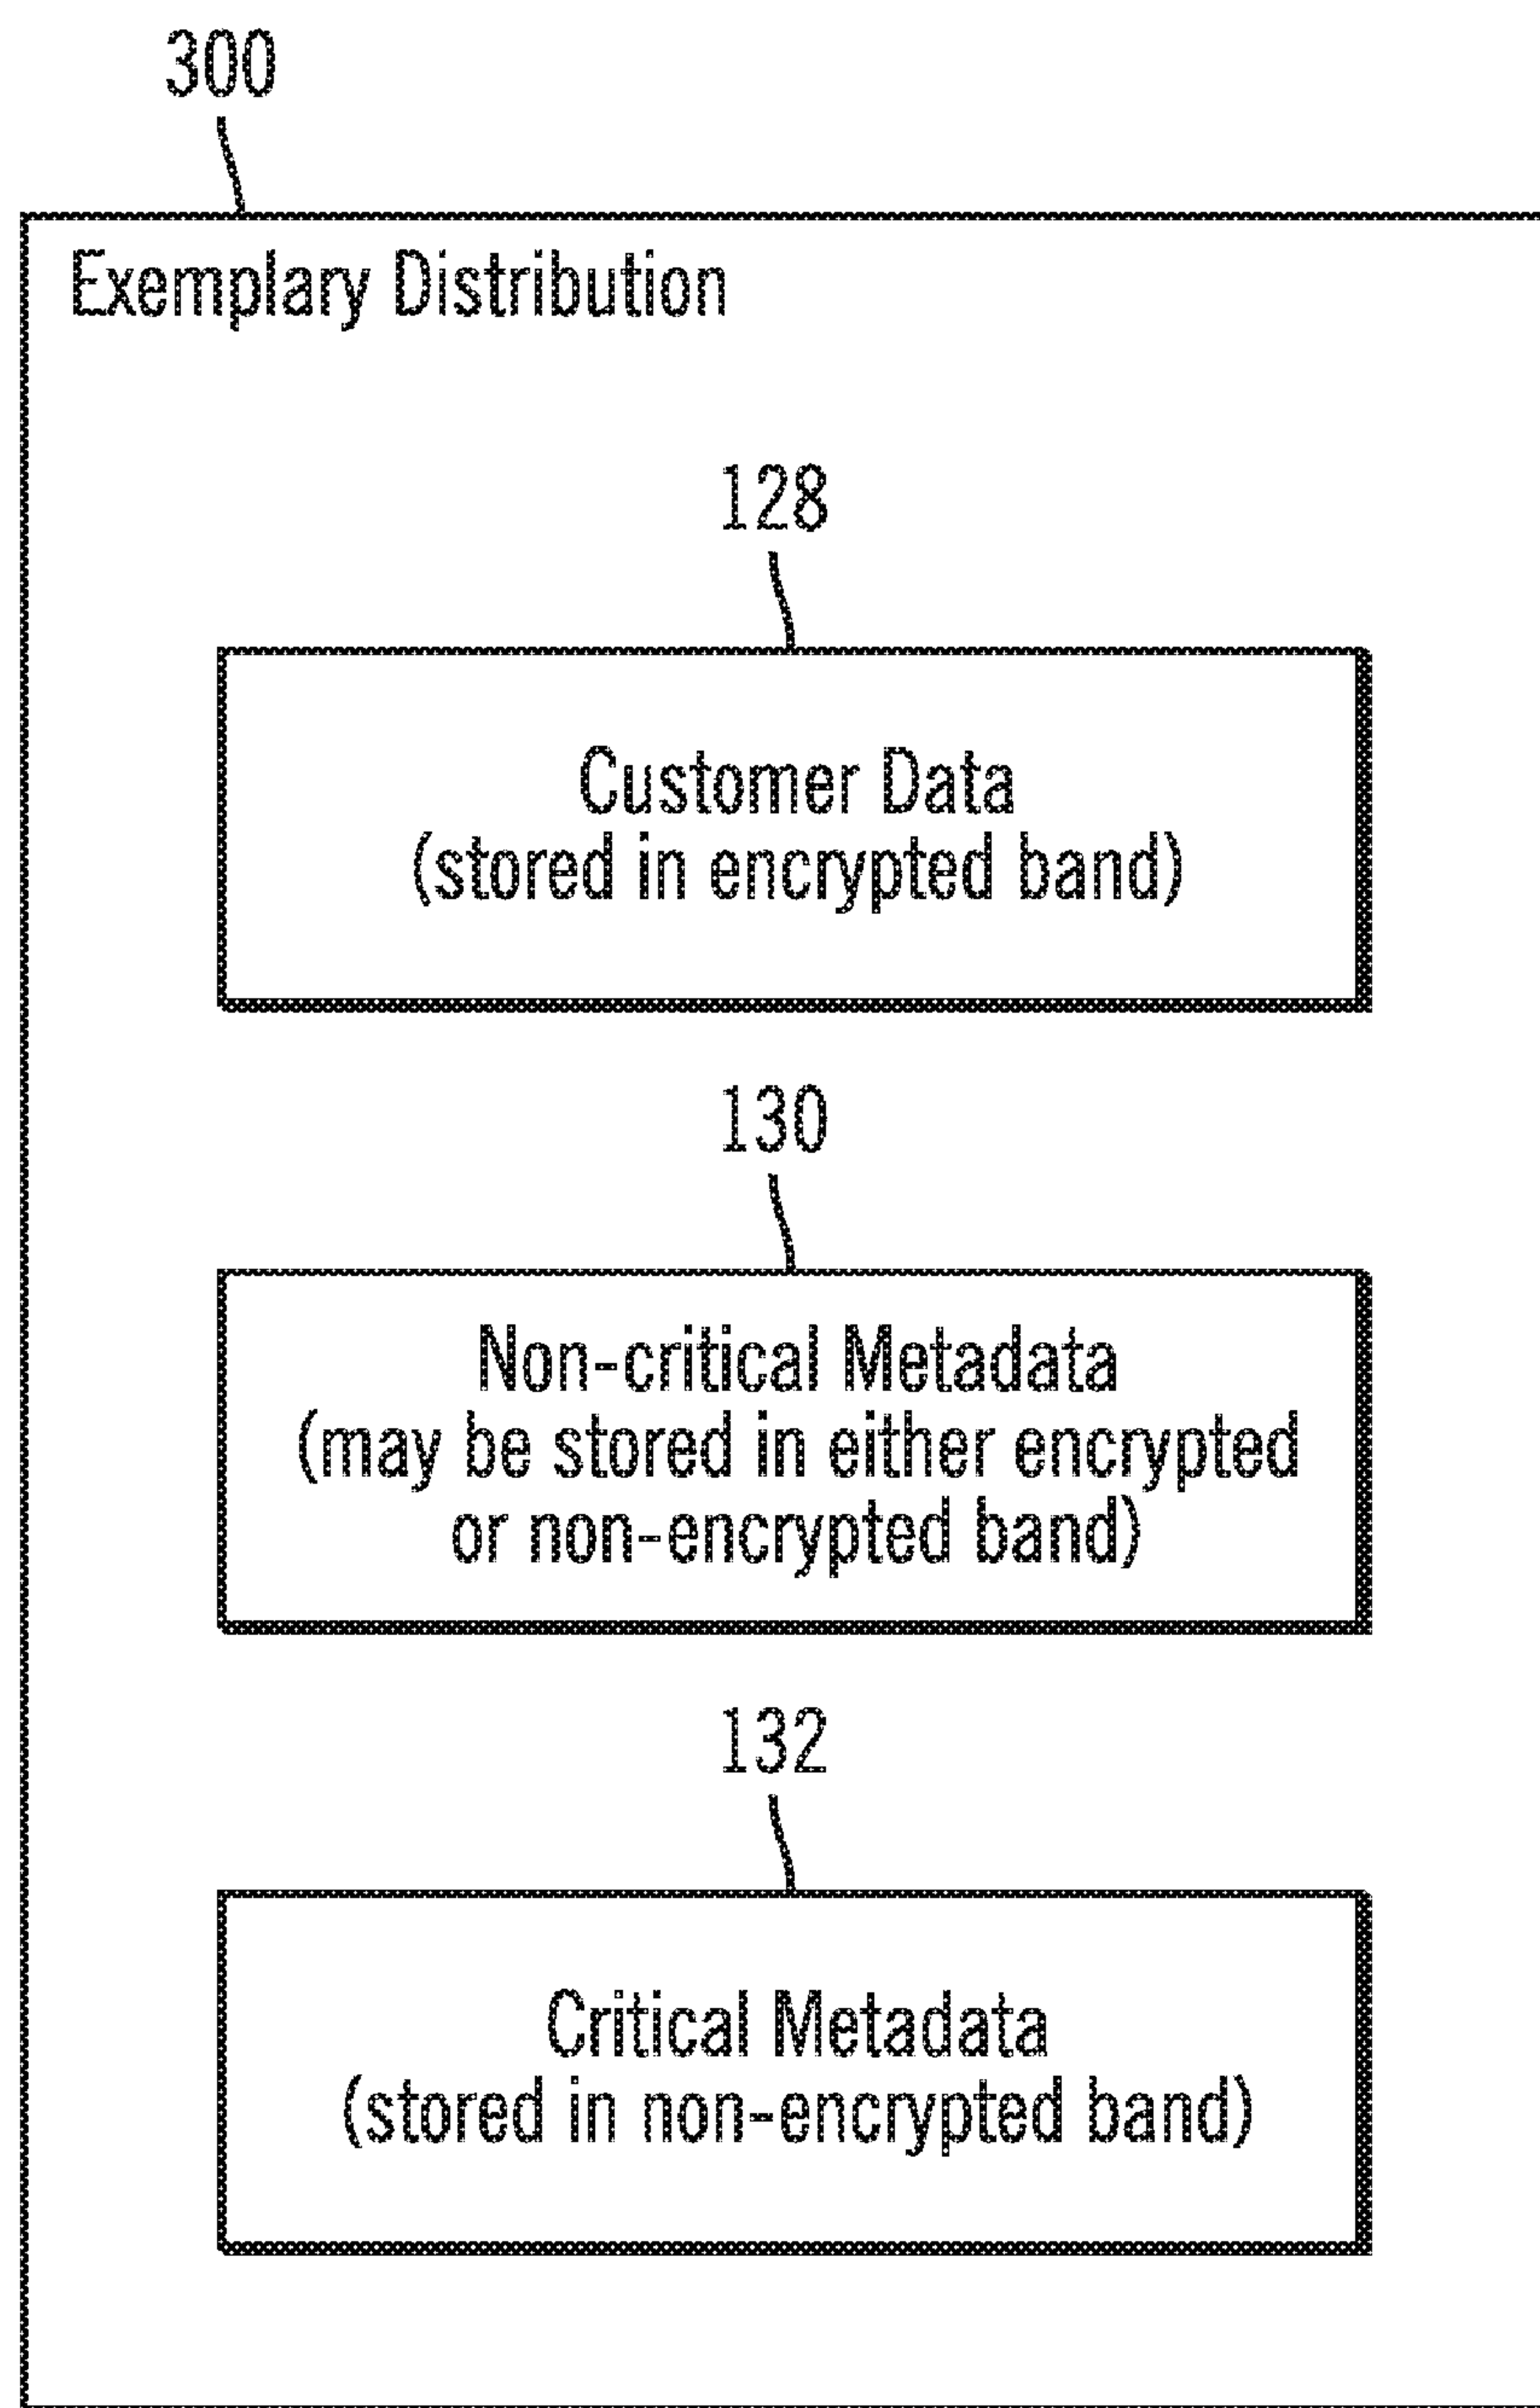 300
Exemplary Distribution
128
Customer Data
(stored in encrypted band)
130
Non-critical Metadata
(may be stored in either encrypted
or non-encrypted band)
132
Critical Metadata
(stored in non-encrypted band)